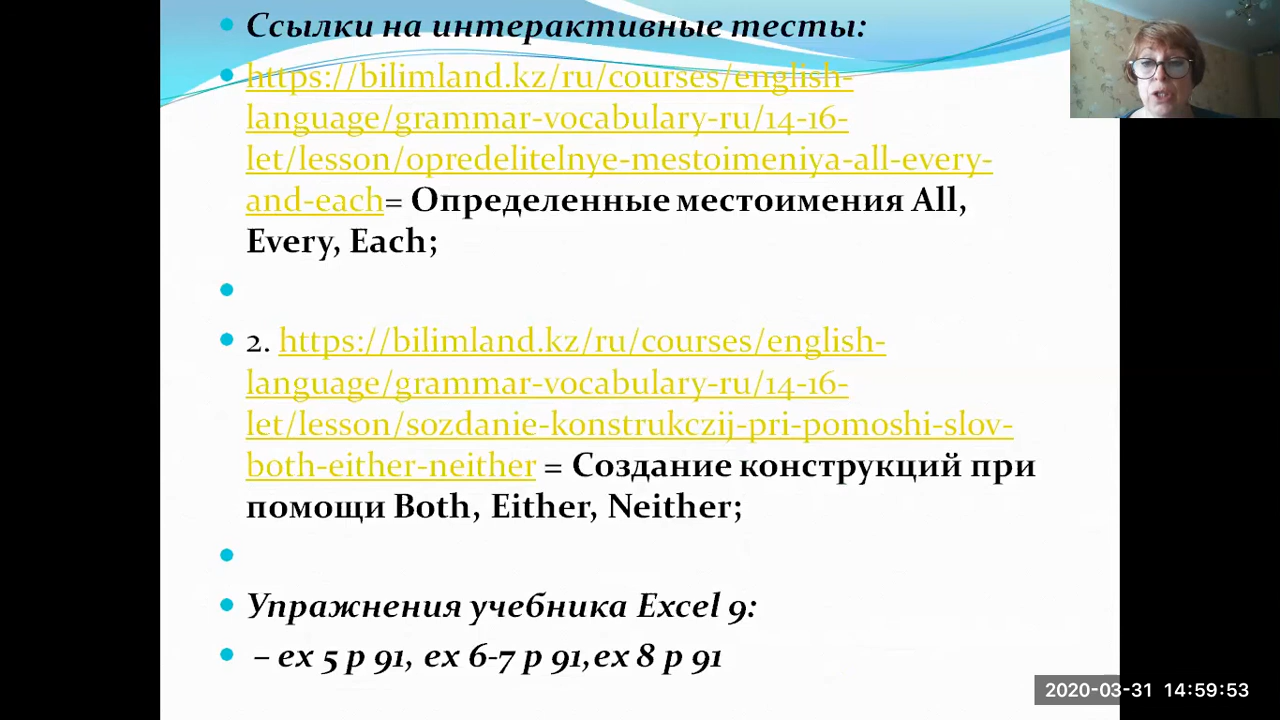 Ссылки на интерактивные тесты:
https://bilimland.kz/ru/courses/english-
language/grammar-vocabulary-ru/14-16-
let/lesson/opredelitelnye-mestoimeniya-all-every-
and-each= Определенные местоимения All,
Every, Each;
2. https://bilimland.kz/ru/courses/english-
language/grammar-vocabulary-ru/14-16-
let/lesson/sozdanie-konstrukczij-pri-pomoshi-slov-
both-either-neither = Создание конструкций при
помощи Both, Either, Neither;
Упражнения учебника Excel 9:
– ex 5 p 91, ex 6-7 p 91,ex 8 p 91
2020-03-31 14:59:53